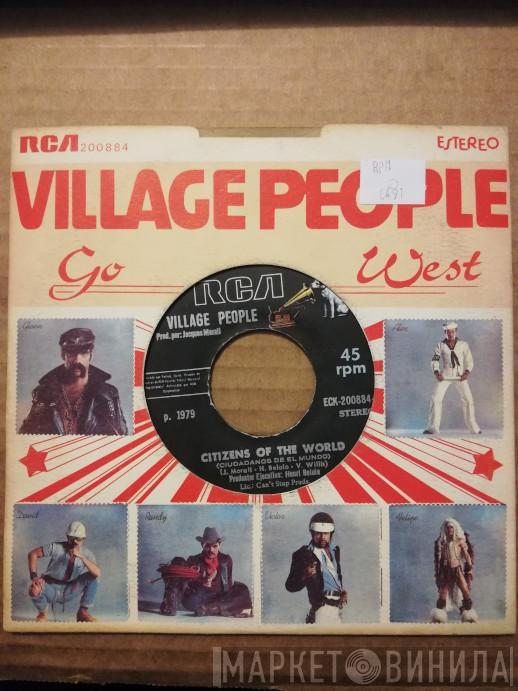 RCA 200884 ESTEREO
VILLAGE PEOPLE
Go West
Glenn
Alex
RCA
VILLAGE PEOPLE
Prod. por: Jacques Morali
45
rpm
ECK-200884
STEREO
p. 1979
CITIZENS OF THE WORLD
(CIUDADANOS DE EL MUNDO)
(J. Morali - H. Belolo - V. Willis)
Productor Ejecutivo: Henri Belolo
Lic.: Can't Stop Prods
David
Randy
Victor
Felipe
МАРКЕТ ВИНИЛА